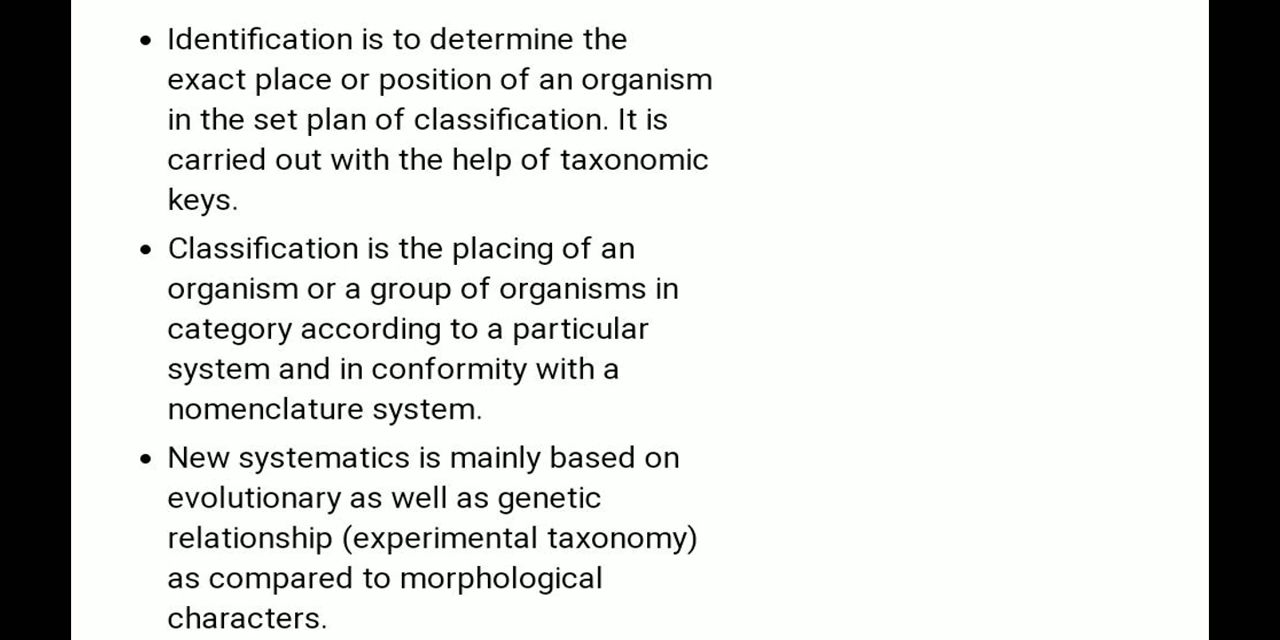 • Identification is to determine the
exact place or position of an organism
in the set plan of classification. It is
carried out with the help of taxonomic
keys.
• Classification is the placing of an
organism or a group of organisms in
category according to a particular
system and in conformity with a
nomenclature system.
• New systematics is mainly based on
evolutionary as well as genetic
relationship (experimental taxonomy)
as compared to morphological
characters.